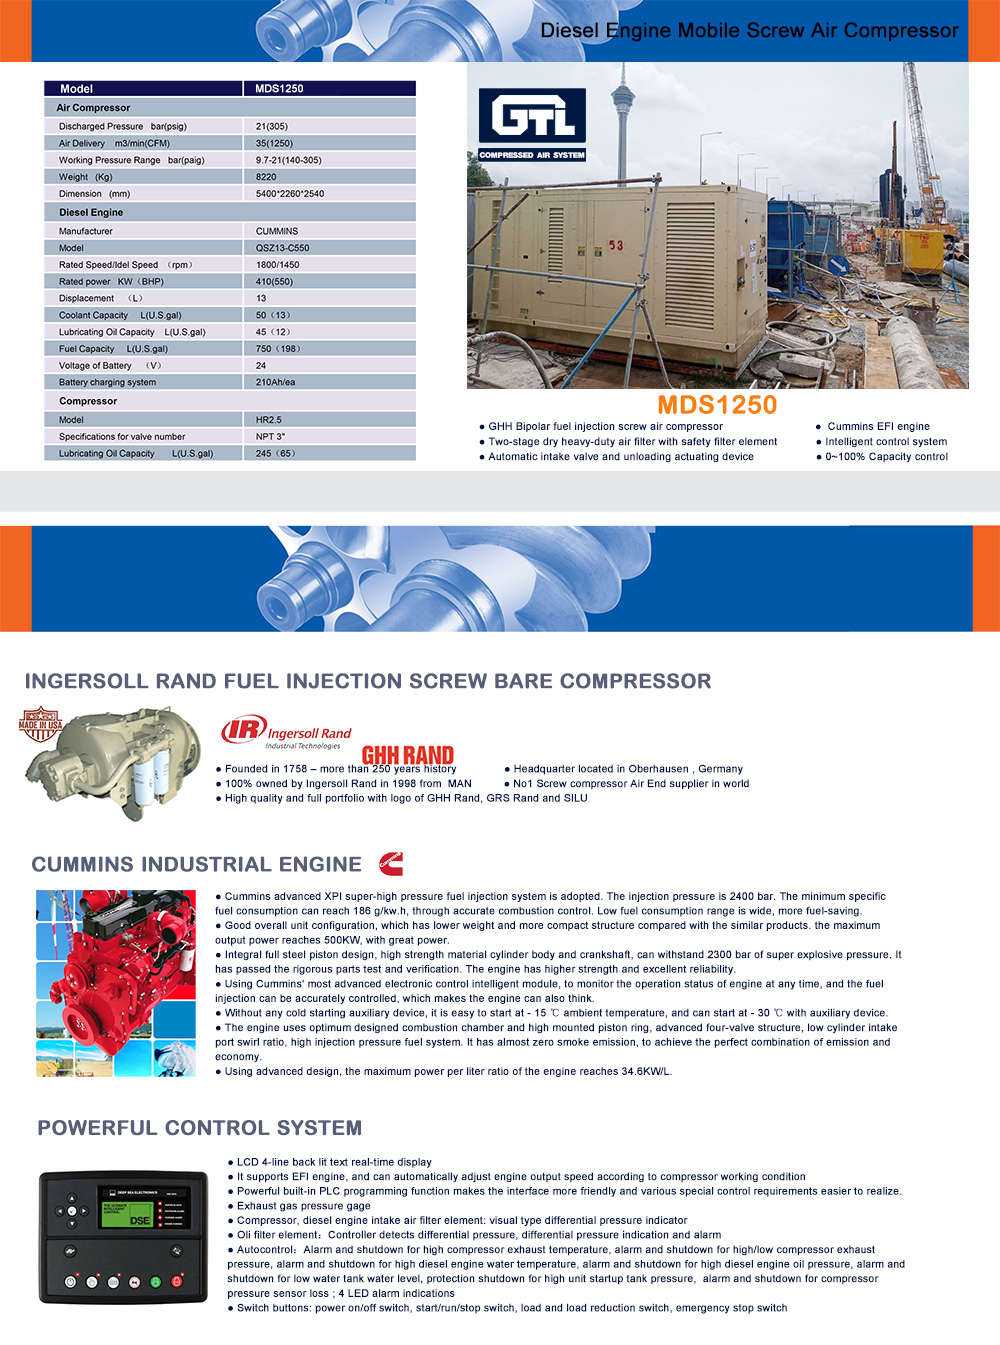 Diesel Engine Mobile Screw Air Compressor
Model MDS1250
Air Compressor
Discharged Pressure bar(psig) 21(305)
Air Delivery m3/min(CFM) 35(1250)
Working Pressure Range bar(paig) 9.7-21(140-305)
Weight (Kg) 8220
Dimension (mm) 5400*2260*2540
Diesel Engine
Manufacturer CUMMINS
Model QSZ13-C550
Rated Speed/Idel Speed （rpm） 1800/1450
Rated power KW（BHP) 410(550)
Displacement （L） 13
Coolant Capacity L(U.S.gal) 50（13）
Lubricating Oil Capacity L(U.S.gal) 45（12）
Fuel Capacity L(U.S.gal) 750（198）
Voltage of Battery （V） 24
Battery charging system 210Ah/ea
Compressor
Model HR2.5
Specifications for valve number NPT 3"
Lubricating Oil Capacity L(U.S.gal) 245（65）
GTL
COMPRESSED AIR SYSTEM
53
MDS1250
● GHH Bipolar fuel injection screw air compressor
● Two-stage dry heavy-duty air filter with safety filter element
● Automatic intake valve and unloading actuating device
● Cummins EFI engine
● Intelligent control system
● 0~100% Capacity control
INGERSOLL RAND FUEL INJECTION SCREW BARE COMPRESSOR
MADE IN USA
IR Ingersoll Rand
Industrial Technologies
GHH RAND
● Founded in 1758 – more than 250 years history ● Headquarter located in Oberhausen , Germany
● 100% owned by Ingersoll Rand in 1998 from MAN ● No1 Screw compressor Air End supplier in world
● High quality and full portfolio with logo of GHH Rand, GRS Rand and SILU
CUMMINS INDUSTRIAL ENGINE
Cummins
● Cummins advanced XPI super-high pressure fuel injection system is adopted. The injection pressure is 2400 bar. The minimum specific
fuel consumption can reach 186 g/kw.h, through accurate combustion control. Low fuel consumption range is wide, more fuel-saving.
● Good overall unit configuration, which has lower weight and more compact structure compared with the similar products. the maximum
output power reaches 500KW, with great power.
● Integral full steel piston design, high strength material cylinder body and crankshaft, can withstand 2300 bar of super explosive pressure. It
has passed the rigorous parts test and verification. The engine has higher strength and excellent reliability.
● Using Cummins' most advanced electronic control intelligent module, to monitor the operation status of engine at any time, and the fuel
injection can be accurately controlled, which makes the engine can also think.
● Without any cold starting auxiliary device, it is easy to start at - 15 ℃ ambient temperature, and can start at - 30 ℃ with auxiliary device.
● The engine uses optimum designed combustion chamber and high mounted piston ring, advanced four-valve structure, low cylinder intake
port swirl ratio, high injection pressure fuel system. It has almost zero smoke emission, to achieve the perfect combination of emission and
economy.
● Using advanced design, the maximum power per liter ratio of the engine reaches 34.6KW/L.
POWERFUL CONTROL SYSTEM
DEEP SEA ELECTRONICS
THE ULTIMATE
INTELLIGENT
CONTROL
DSE
● LCD 4-line back lit text real-time display
● It supports EFI engine, and can automatically adjust engine output speed according to compressor working condition
● Powerful built-in PLC programming function makes the interface more friendly and various special control requirements easier to realize.
● Exhaust gas pressure gage
● Compressor, diesel engine intake air filter element: visual type differential pressure indicator
● Oli filter element：Controller detects differential pressure, differential pressure indication and alarm
● Autocontrol：Alarm and shutdown for high compressor exhaust temperature, alarm and shutdown for high/low compressor exhaust
pressure, alarm and shutdown for high diesel engine water temperature, alarm and shutdown for high diesel engine oil pressure, alarm and
shutdown for low water tank water level, protection shutdown for high unit startup tank pressure, alarm and shutdown for compressor
pressure sensor loss ; 4 LED alarm indications
● Switch buttons: power on/off switch, start/run/stop switch, load and load reduction switch, emergency stop switch